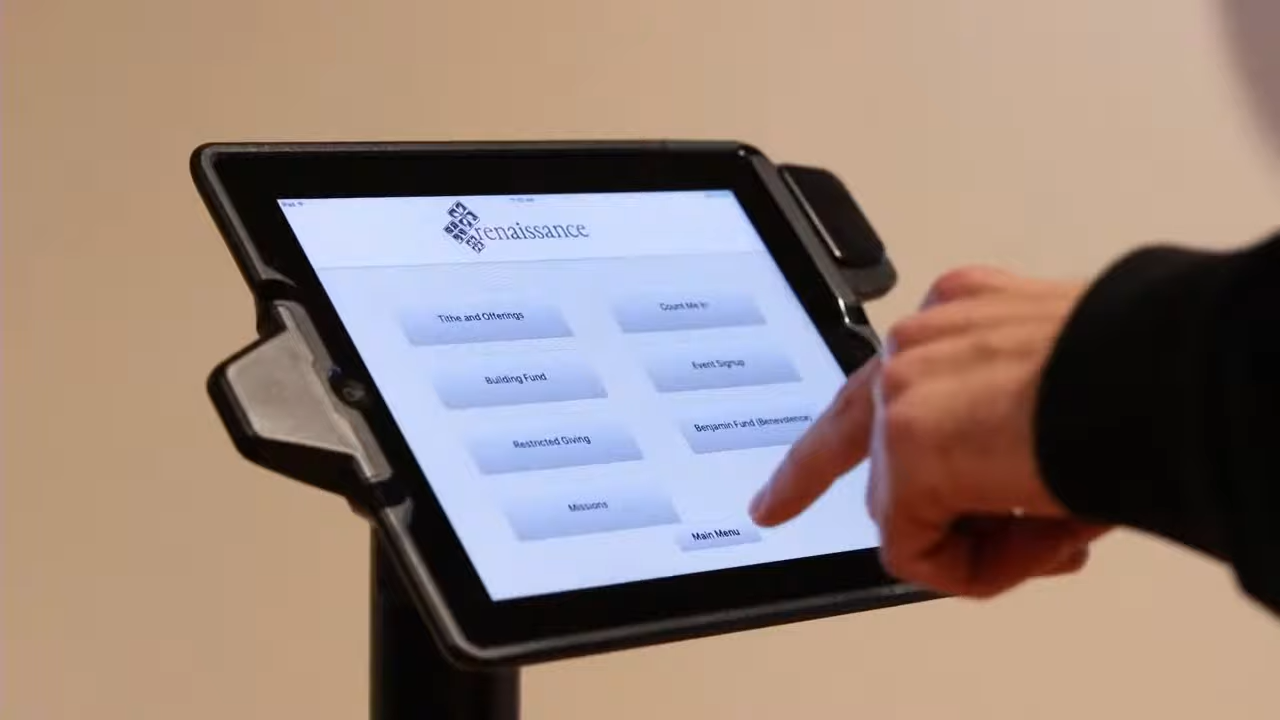 iPad
renaissance
Tithe and Offerings
Count Me In
Building Fund
Event Signup
Restricted Giving
Benjamin Fund (Benevolence)
Missions
Main Menu